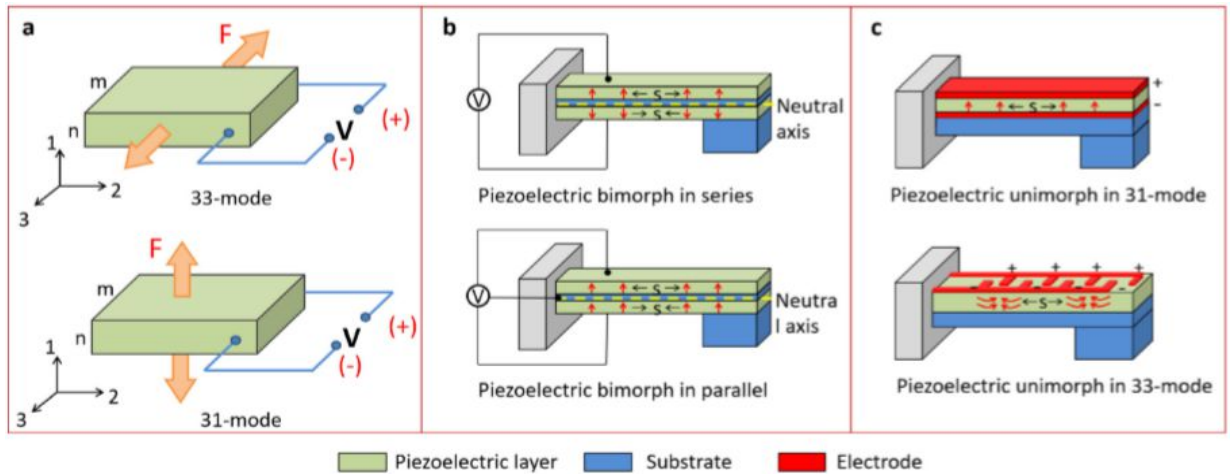 a
F
m
n
V
(+)
(-)
1
2
3
33-mode
F
m
n
V
(+)
(-)
1
2
3
31-mode
b
V
S
S
Neutral
axis
Piezoelectric bimorph in series
V
S
S
Neutra
l axis
Piezoelectric bimorph in parallel
c
+
-
S
Piezoelectric unimorph in 31-mode
+ + + +
- - - -
S
Piezoelectric unimorph in 33-mode
Piezoelectric layer
Substrate
Electrode